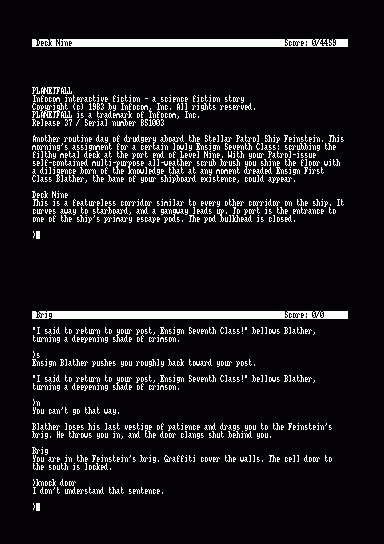 Deck Nine Score: 0/4459
PLANETFALL
Infocom interactive fiction - a science fiction story
Copyright (c) 1983 by Infocom, Inc. All rights reserved.
PLANETFALL is a trademark of Infocom, Inc.
Release 37 / Serial number 851003
Another routine day of drudgery aboard the Stellar Patrol Ship Feinstein. This
morning's assignment for a certain lowly Ensign Seventh Class: scrubbing the
filthy metal deck at the port end of Level Nine. With your Patrol-issue
self-contained multi-purpose all-weather scrub brush you shine the floor with
a diligence born of the knowledge that at any moment dreaded Ensign First
Class Blather, the bane of your shipboard existence, could appear.
Deck Nine
This is a featureless corridor similar to every other corridor on the ship. It
curves away to starboard, and a gangway leads up. To port is the entrance to
one of the ship's primary escape pods. The pod bulkhead is closed.
>
Brig Score: 0/0
"I said to return to your post, Ensign Seventh Class!" bellows Blather,
turning a deepening shade of crimson.
>s
Ensign Blather pushes you roughly back toward your post.
"I said to return to your post, Ensign Seventh Class!" bellows Blather,
turning a deepening shade of crimson.
>n
You can't go that way.
Blather loses his last vestige of patience and drags you to the Feinstein's
brig. He throws you in, and the door clangs shut behind you.
Brig
You are in the Feinstein's brig. Graffiti cover the walls. The cell door to
the south is locked.
>knock door
I don't understand that sentence.
>